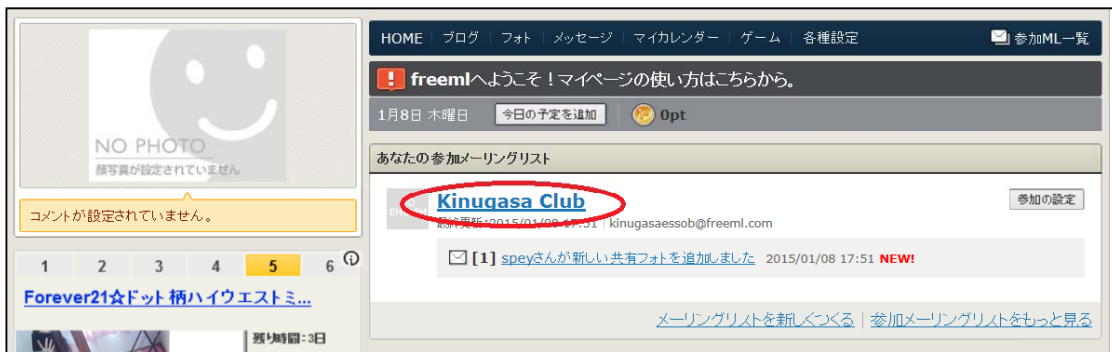 NO PHOTO
顔写真が設定されていません
コメントが設定されていません。
1 2 3 4 5 6
Forever21☆ドット柄ハイウエストミ...
残り時間:3日
HOME ブログ フォト メッセージ マイカレンダー ゲーム 各種設定 参加ML一覧
freemlへようこそ!マイページの使い方はこちらから。
1月8日 木曜日 今日の予定を追加 0pt
あなたの参加メーリングリスト
Kinugasa Club 参加の設定
最終更新:2015/01/08 17:51 kinugasaessob@freeml.com
[1] speyさんが新しい共有フォトを追加しました 2015/01/08 17:51 NEW!
メーリングリストを新しくつくる | 参加メーリングリストをもっと見る